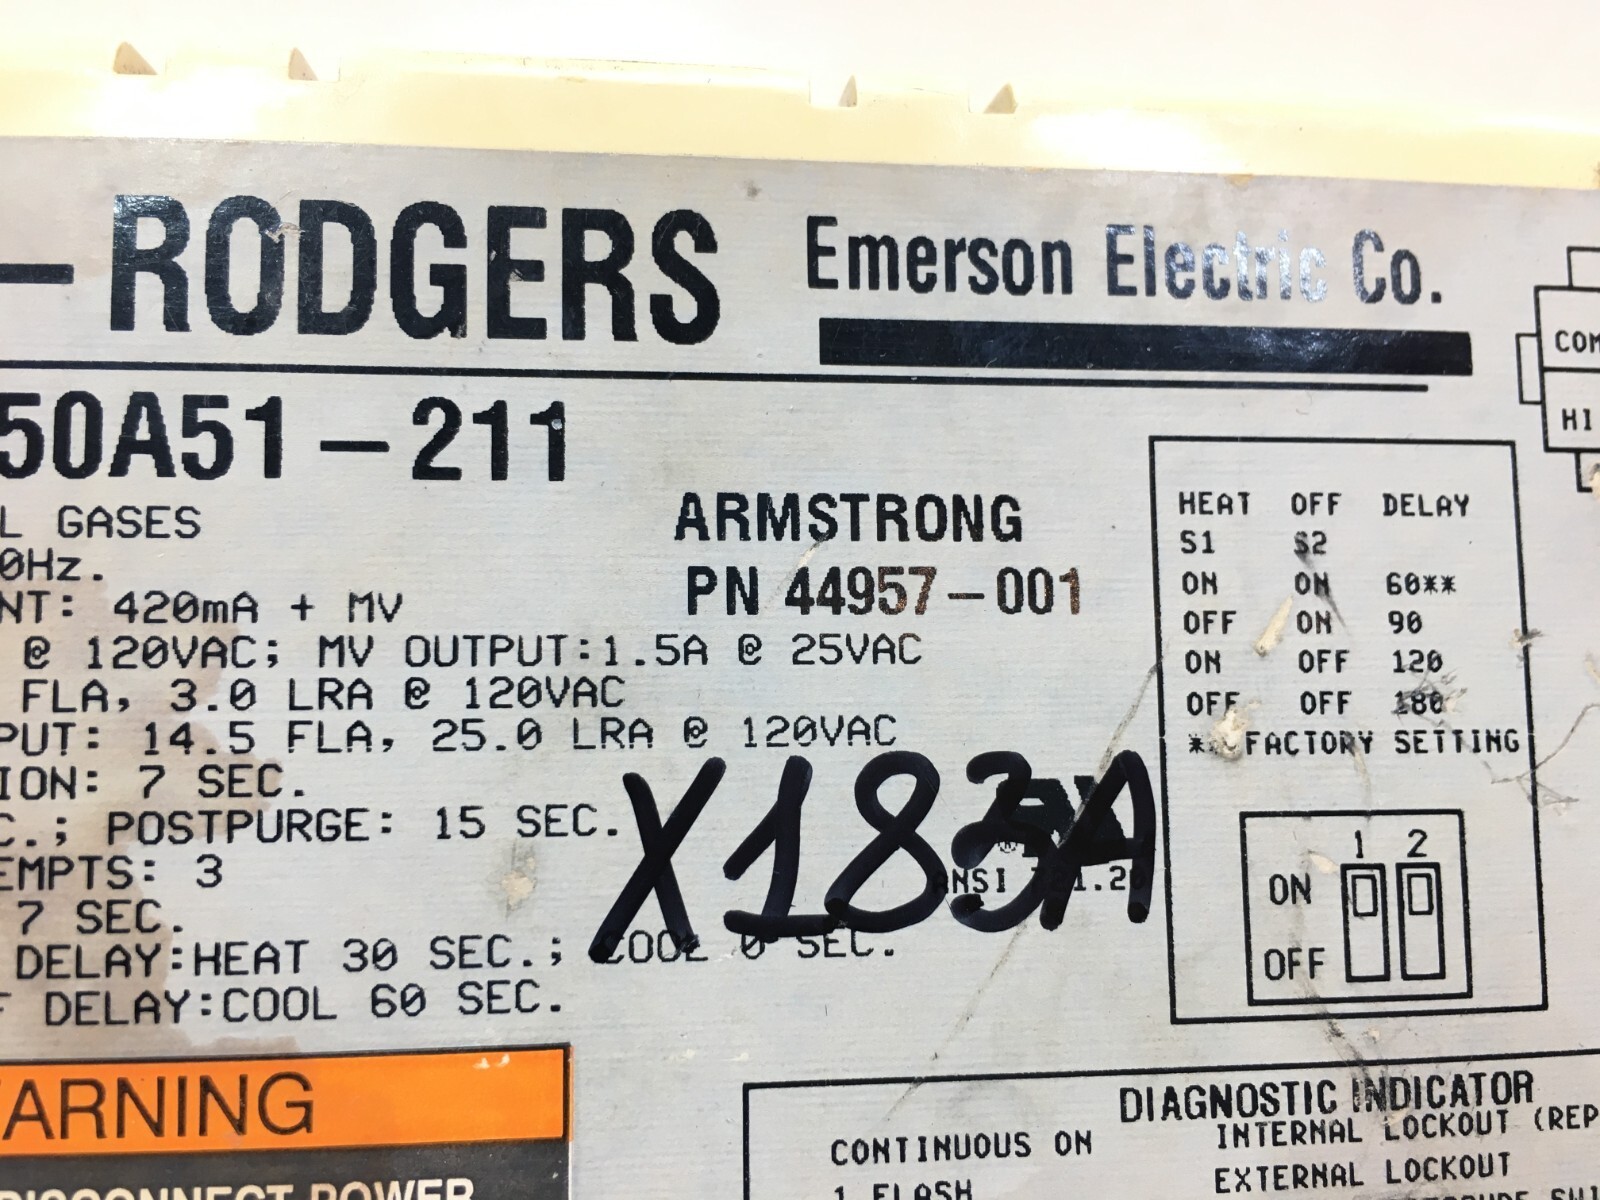 -RODGERS Emerson Electric Co.
50A51-211
ARMSTRONG
PN 44957-001
L GASES
0Hz.
NT: 420mA + MV
@ 120VAC; MV OUTPUT:1.5A @ 25VAC
FLA, 3.0 LRA @ 120VAC
PUT: 14.5 FLA, 25.0 LRA @ 120VAC
ION: 7 SEC.
C.; POSTPURGE: 15 SEC.
EMPTS: 3
7 SEC.
DELAY:HEAT 30 SEC.; COOL 0 SEC.
F DELAY:COOL 60 SEC.
X183A
ANSI
COM
HI
HEAT OFF DELAY
S1 S2
ON ON 60**
OFF ON 90
ON OFF 120
OFF OFF 180
** FACTORY SETTING
1 2
ON
OFF
ARNING
DISCONNECT POWER
DIAGNOSTIC INDICATOR
CONTINUOUS ON INTERNAL LOCKOUT (REP
1 FLASH EXTERNAL LOCKOUT